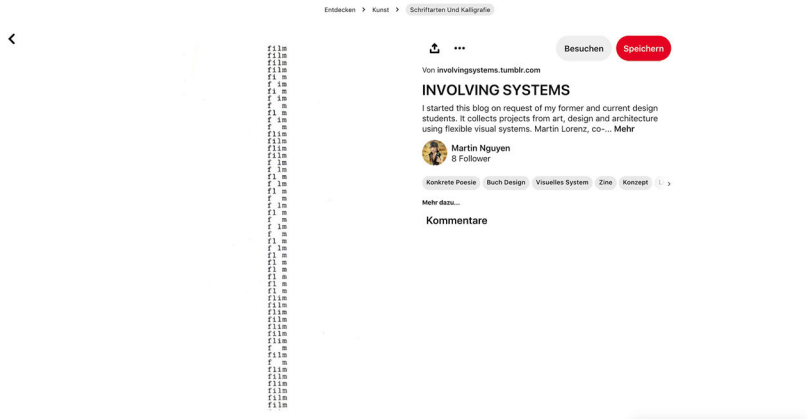 Entdecken > Kunst > Schriftarten Und Kalligrafie
film
film
film
film
fi m
f im
fi m
f im
f  m
fl m
f im
f  m
flim
film
flim
film
f lm
f lm
fl m
f lm
fl m
f  m
f lm
fl m
f  m
f lm
f  m
fl m
f lm
fl m
fl m
fl m
fl m
fl m
fl m
flim
film
flim
film
flim
film
flim
f  m
film
f  m
flim
film
flim
film
film
film
Besuchen
Speichern
Von involvingsystems.tumblr.com
INVOLVING SYSTEMS
I started this blog on request of my former and current design
students. It collects projects from art, design and architecture
using flexible visual systems. Martin Lorenz, co-... Mehr
Martin Nguyen
8 Follower
Konkrete Poesie
Buch Design
Visuelles System
Zine
Konzept
Mehr dazu...
Kommentare